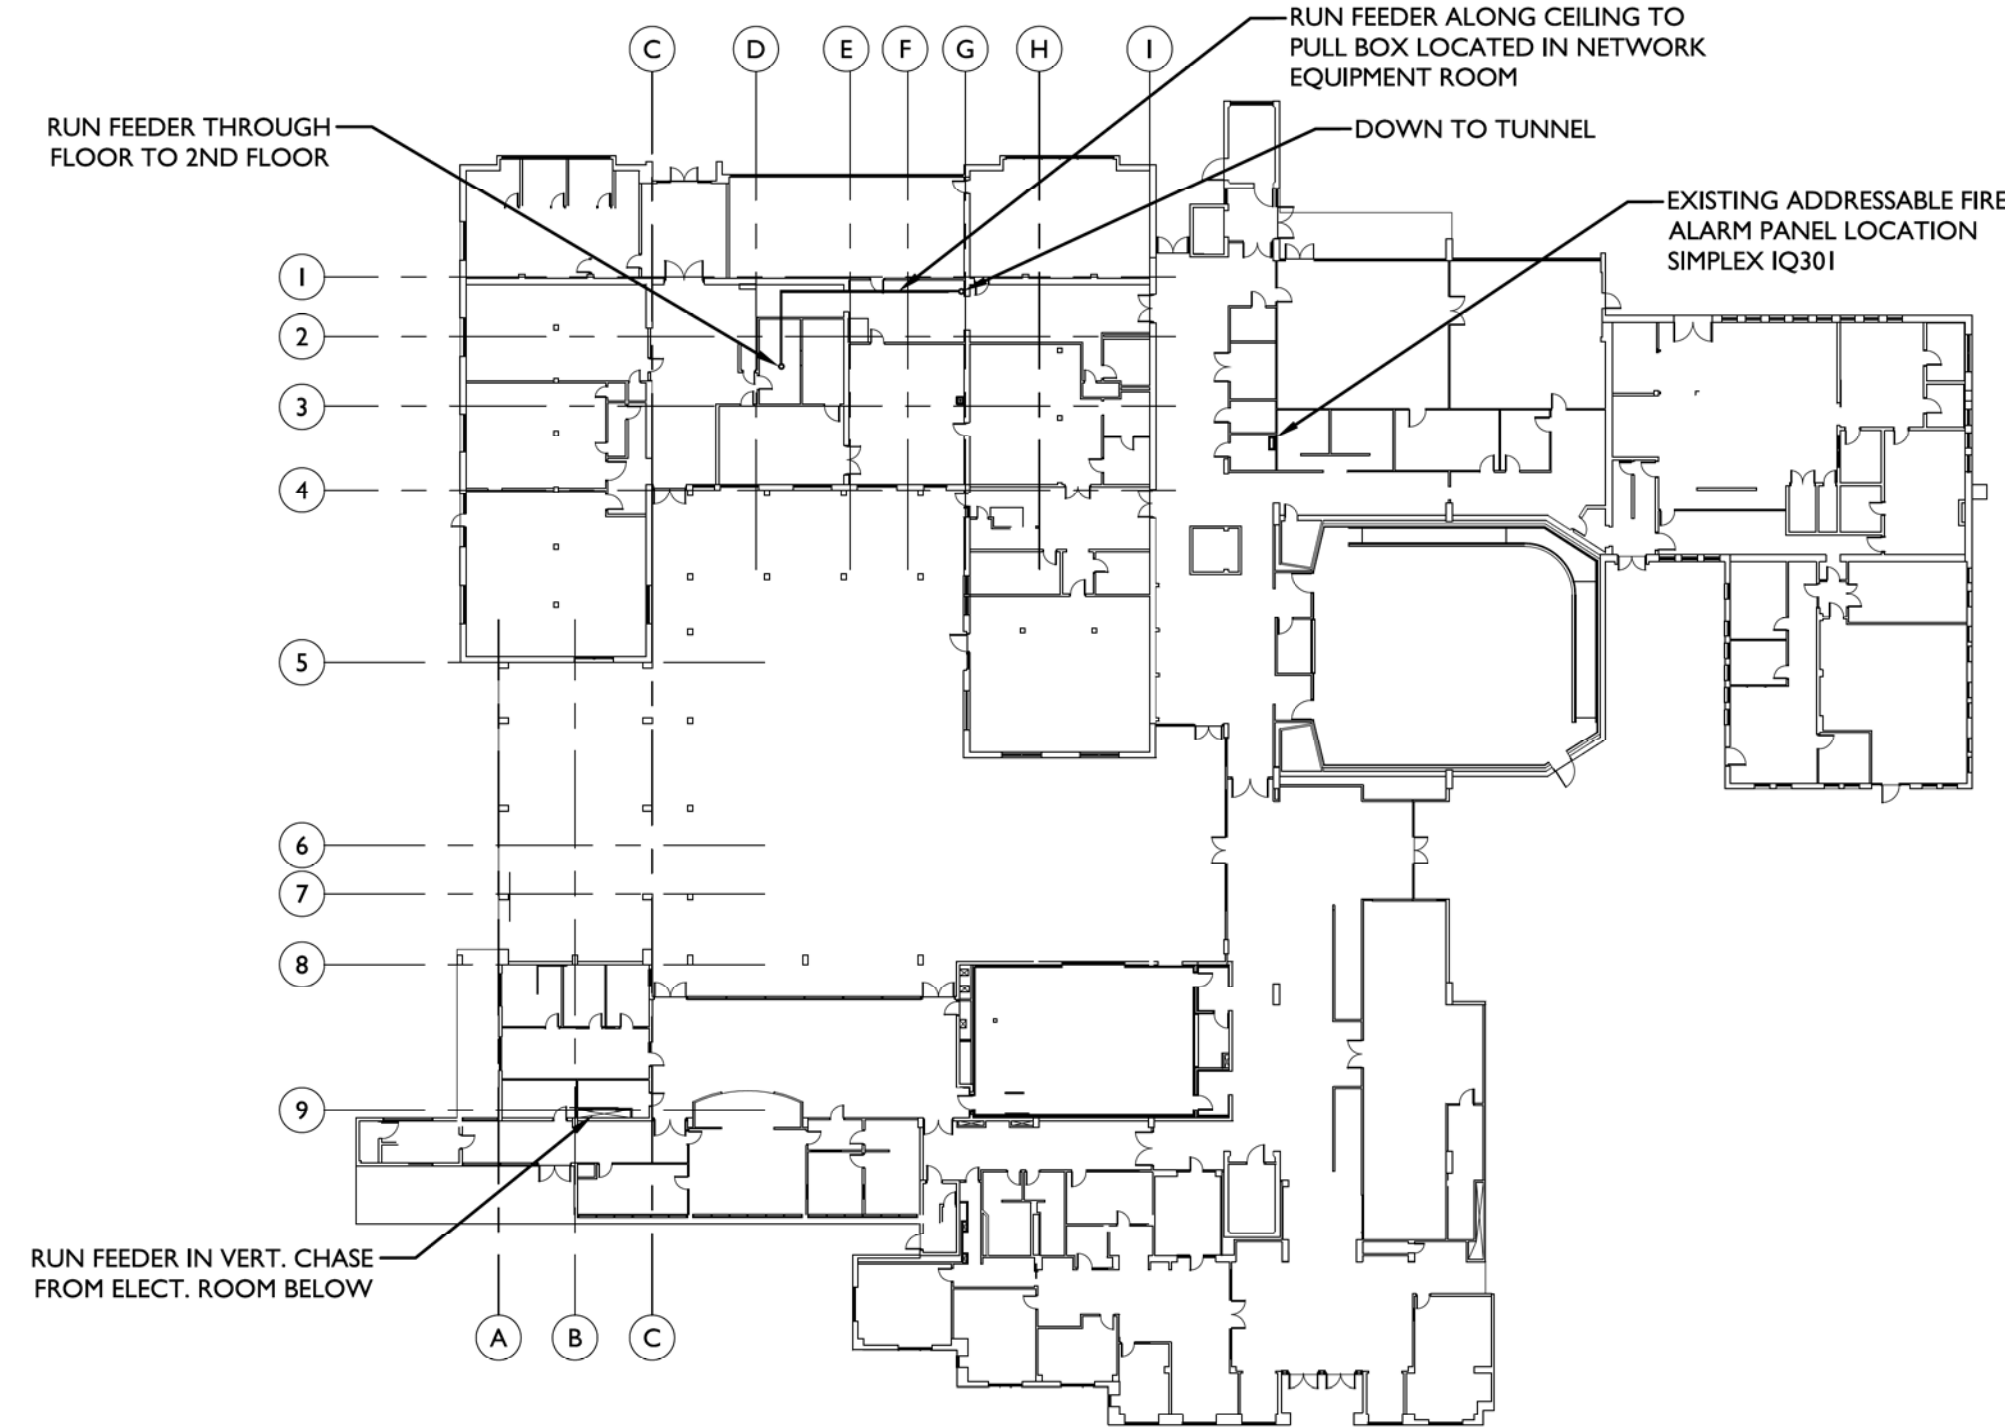 C D E F G H I
RUN FEEDER ALONG CEILING TO
PULL BOX LOCATED IN NETWORK
EQUIPMENT ROOM
RUN FEEDER THROUGH
FLOOR TO 2ND FLOOR
DOWN TO TUNNEL
EXISTING ADDRESSABLE FIRE
ALARM PANEL LOCATION
SIMPLEX IQ301
1
2
3
4
5
6
7
8
9
RUN FEEDER IN VERT. CHASE
FROM ELECT. ROOM BELOW
A B C